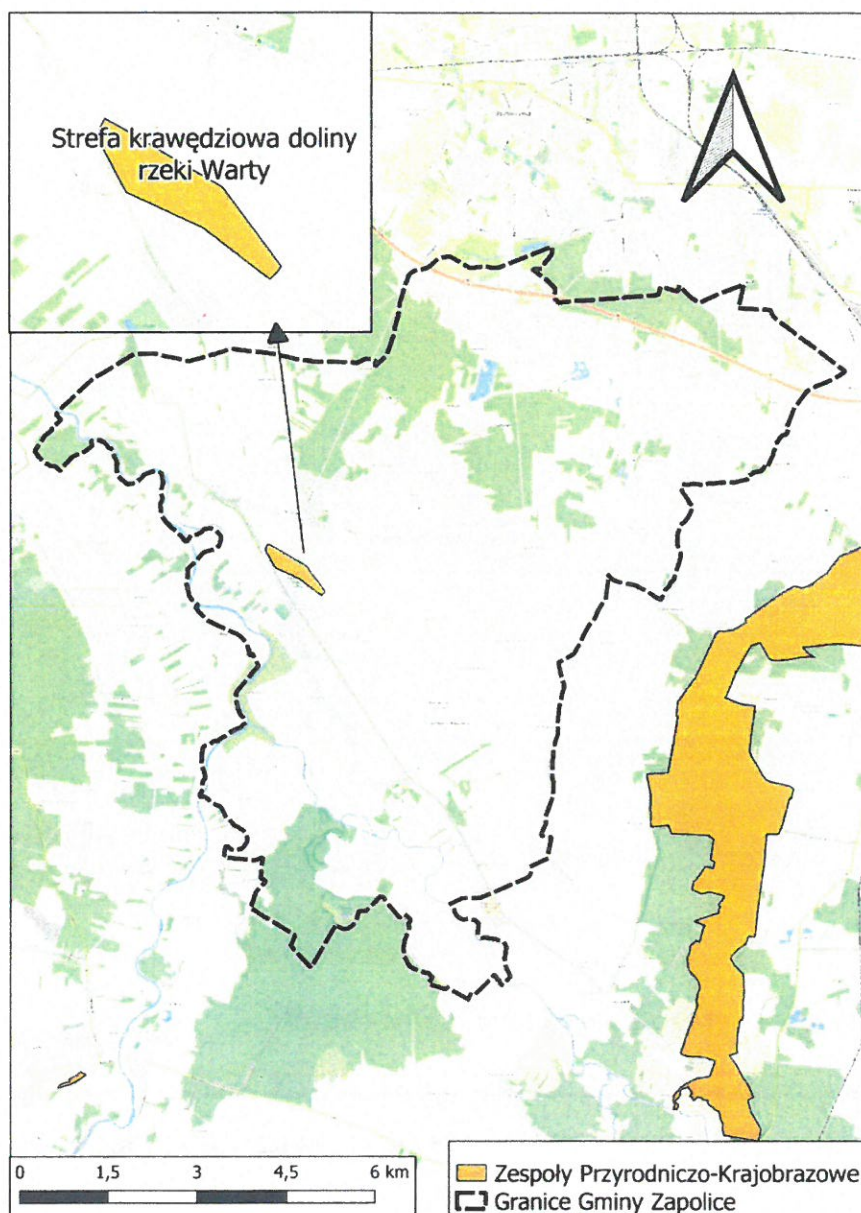 Strefa krawędziowa doliny
rzeki Warty
0 1,5 3 4,5 6 km
Zespoły Przyrodniczo-Krajobrazowe
Granice Gminy Zapolice